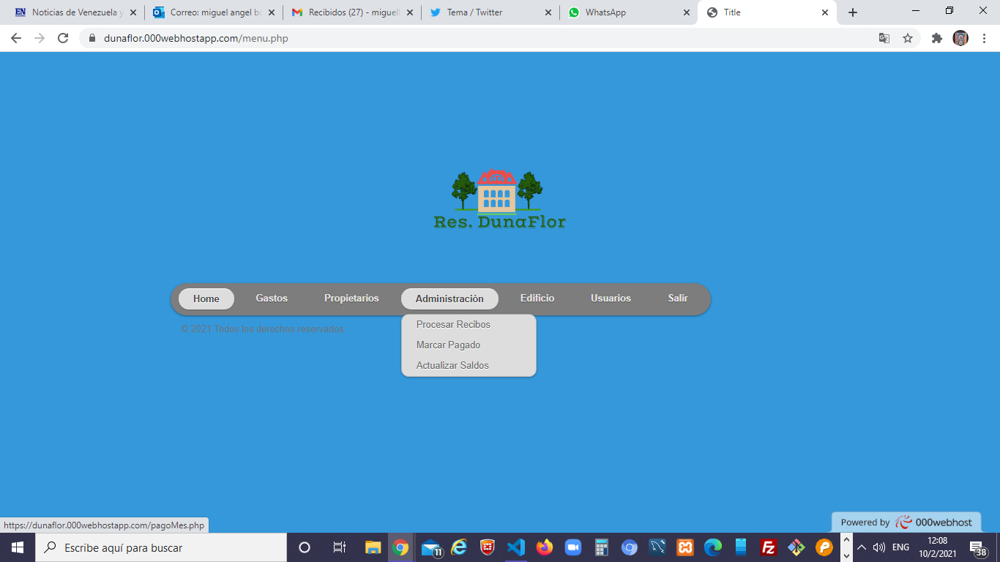 EN Noticias de Venezuela y
Correo: miguel angel bo
Recibidos (27) - miguell
Tema / Twitter
WhatsApp
Title
dunaflor.000webhostapp.com/menu.php
Res. DunaFlor
Home Gastos Propietarios Administraciòn Edificio Usuarios Salir
© 2021 Todos los derechos reservados.
Procesar Recibos
Marcar Pagado
Actualizar Saldos
https://dunaflor.000webhostapp.com/pagoMes.php
Powered by 000webhost
Escribe aquí para buscar
11
Fz
P
ENG
12:08
10/2/2021
38